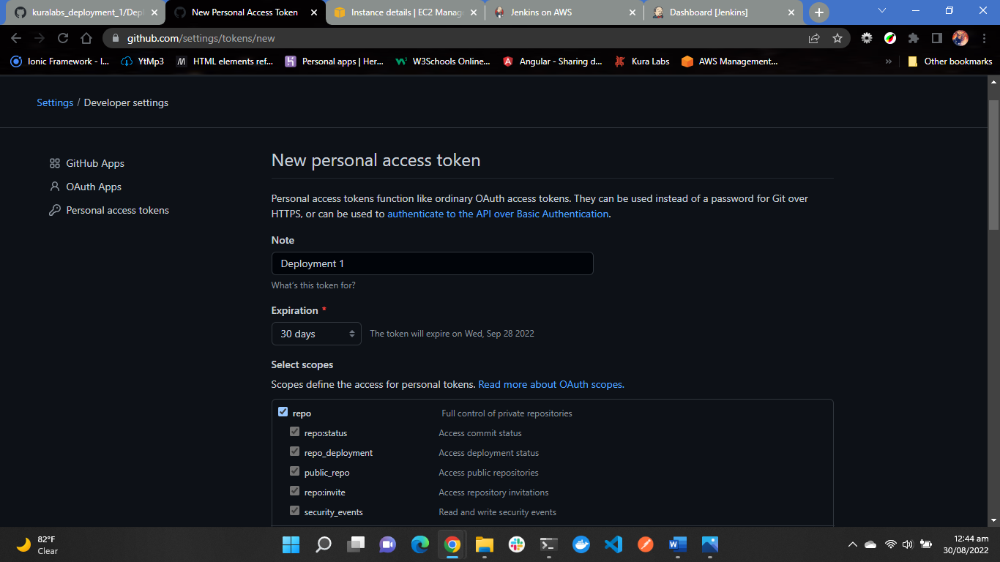 kuralabs_deployment_1/Depl
New Personal Access Token
Instance details | EC2 Manag
Jenkins on AWS
Dashboard [Jenkins]
github.com/settings/tokens/new
Ionic Framework - I...
YtMp3
HTML elements ref...
Personal apps | Her...
W3Schools Online...
Angular - Sharing d...
Kura Labs
AWS Management...
»
Other bookmarks
Settings / Developer settings
GitHub Apps
OAuth Apps
Personal access tokens
New personal access token
Personal access tokens function like ordinary OAuth access tokens. They can be used instead of a password for Git over
HTTPS, or can be used to authenticate to the API over Basic Authentication.
Note
Deployment 1
What's this token for?
Expiration *
30 days The token will expire on Wed, Sep 28 2022
Select scopes
Scopes define the access for personal tokens. Read more about OAuth scopes.
repo Full control of private repositories
repo:status Access commit status
repo_deployment Access deployment status
public_repo Access public repositories
repo:invite Access repository invitations
security_events Read and write security events
82°F
Clear
12:44 am
30/08/2022